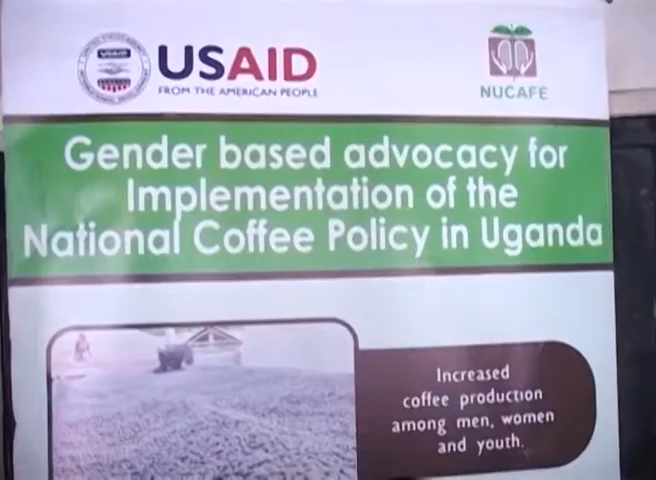 USAID
FROM THE AMERICAN PEOPLE
NUCAFE
Gender based advocacy for
Implementation of the
National Coffee Policy in Uganda
Increased
coffee production
among men, women
and youth.